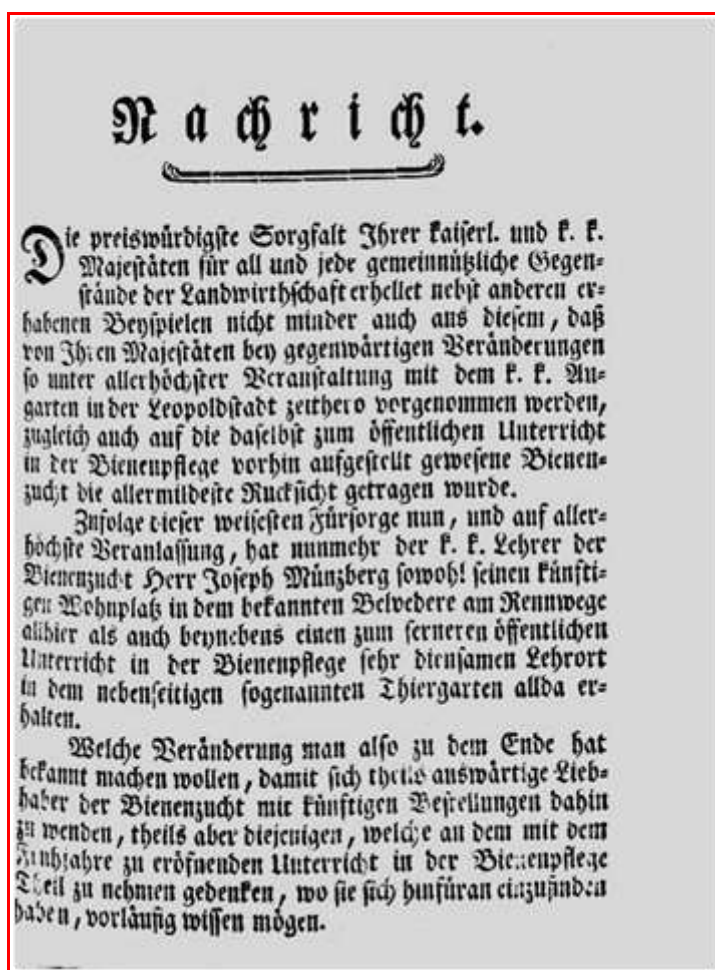 Nachricht.
Die preiswürdigste Sorgfalt Ihrer kaiserl. und k. k.
Majestäten für all und jede gemeinnützliche Gegen=
stände der Landwirthschaft erhellet nebst anderen er=
habenen Beyspielen nicht minder auch aus diesem, daß
von Ihren Majestäten bey gegenwärtigen Veränderungen
so unter allerhöchster Veranstaltung mit dem k. k. Au=
garten in der Leopoldstadt zeithero vorgenommen werden,
zugleich auch auf die daselbst zum öffentlichen Unterricht
in der Bienenpflege vorhin aufgestellt gewesene Bienen=
zucht die allermildeste Rucksicht getragen wurde.
Zufolge dieser weisesten Fürsorge nun, und auf aller=
höchste Veranlassung, hat nunmehr der k. k. Lehrer der
Bienenzucht Herr Joseph Münzberg sowohl seinen künfti=
gen Wohnplatz in dem bekannten Belvedere am Rennwege
allhier als auch beynebens einen zum ferneren öffentlichen
Unterricht in der Bienenpflege sehr diensamen Lehrort
in dem nebenseitigen sogenannten Thiergarten allda er=
halten.
Welche Veränderung man also zu dem Ende hat
bekannt machen wollen, damit sich theils auswärtige Lieb=
haber der Bienenzucht mit künftigen Bestellungen dahin
zu wenden, theils aber diejenigen, welche an dem mit dem
Fruhjahre zu eröfnenden Unterricht in der Bienenpflege
Theil zu nehmen gedenken, wo sie sich hinfüran einzufinden
haben, vorläufig wissen mögen.